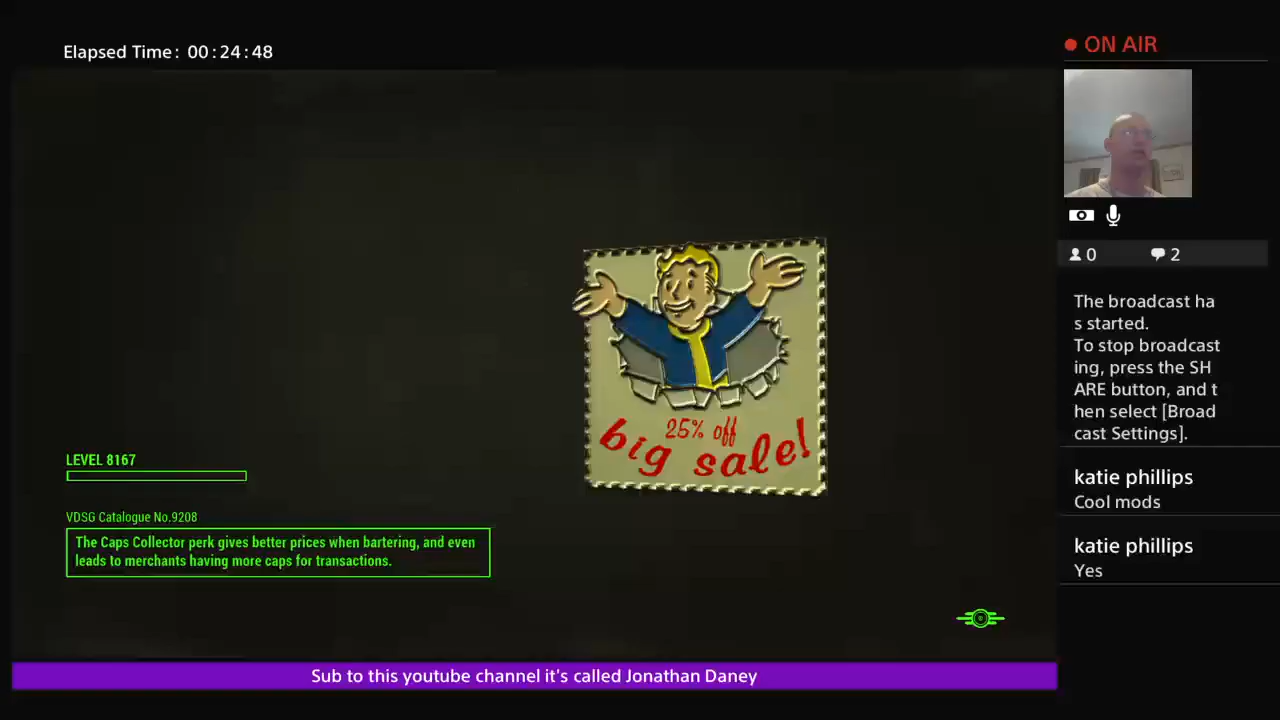 Elapsed Time: 00:24:48
ON AIR
0
2
The broadcast ha
s started.
To stop broadcast
ing, press the SH
ARE button, and t
hen select [Broad
cast Settings].
katie phillips
Cool mods
katie phillips
Yes
25% off
big sale!
LEVEL 8167
VDSG Catalogue No.9208
The Caps Collector perk gives better prices when bartering, and even
leads to merchants having more caps for transactions.
Sub to this youtube channel it's called Jonathan Daney